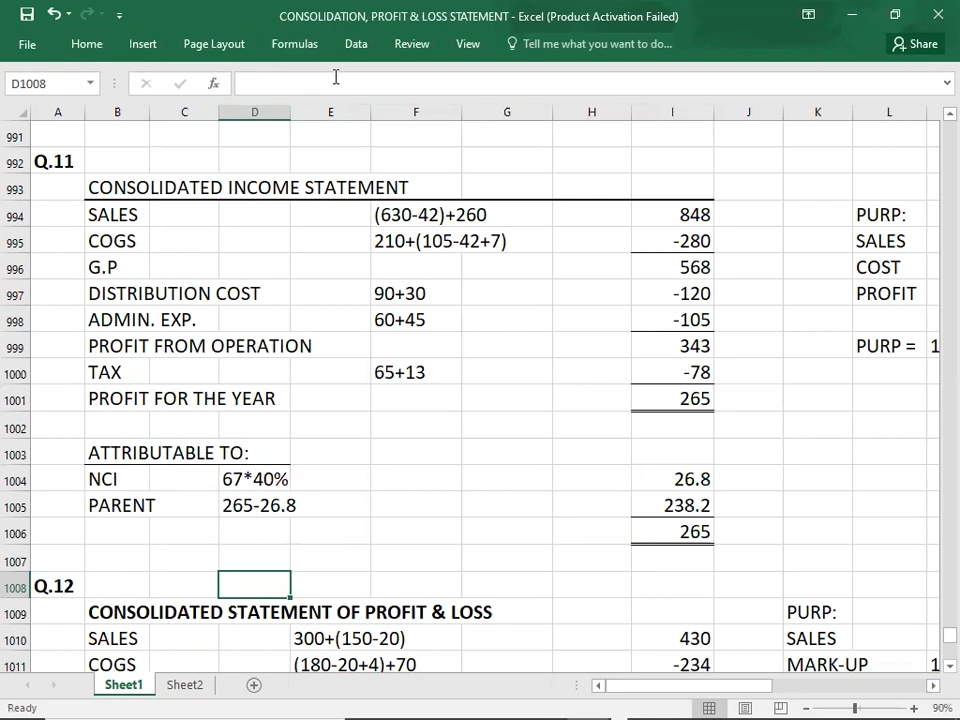 CONSOLIDATION, PROFIT & LOSS STATEMENT - Excel (Product Activation Failed)
File Home Insert Page Layout Formulas Data Review View Tell me what you want to do... Share
D1008 fx
A B C D E F G H I J K L
991
992 Q.11
993 CONSOLIDATED INCOME STATEMENT
994 SALES (630-42)+260 848 PURP:
995 COGS 210+(105-42+7) -280 SALES
996 G.P 568 COST
997 DISTRIBUTION COST 90+30 -120 PROFIT
998 ADMIN. EXP. 60+45 -105
999 PROFIT FROM OPERATION 343 PURP = 1
1000 TAX 65+13 -78
1001 PROFIT FOR THE YEAR 265
1002
1003 ATTRIBUTABLE TO:
1004 NCI 67*40% 26.8
1005 PARENT 265-26.8 238.2
1006 265
1007
1008 Q.12
1009 CONSOLIDATED STATEMENT OF PROFIT & LOSS PURP:
1010 SALES 300+(150-20) 430 SALES
1011 COGS (180-20+4)+70 -234 MARK-UP 1
Sheet1 Sheet2
Ready 90%